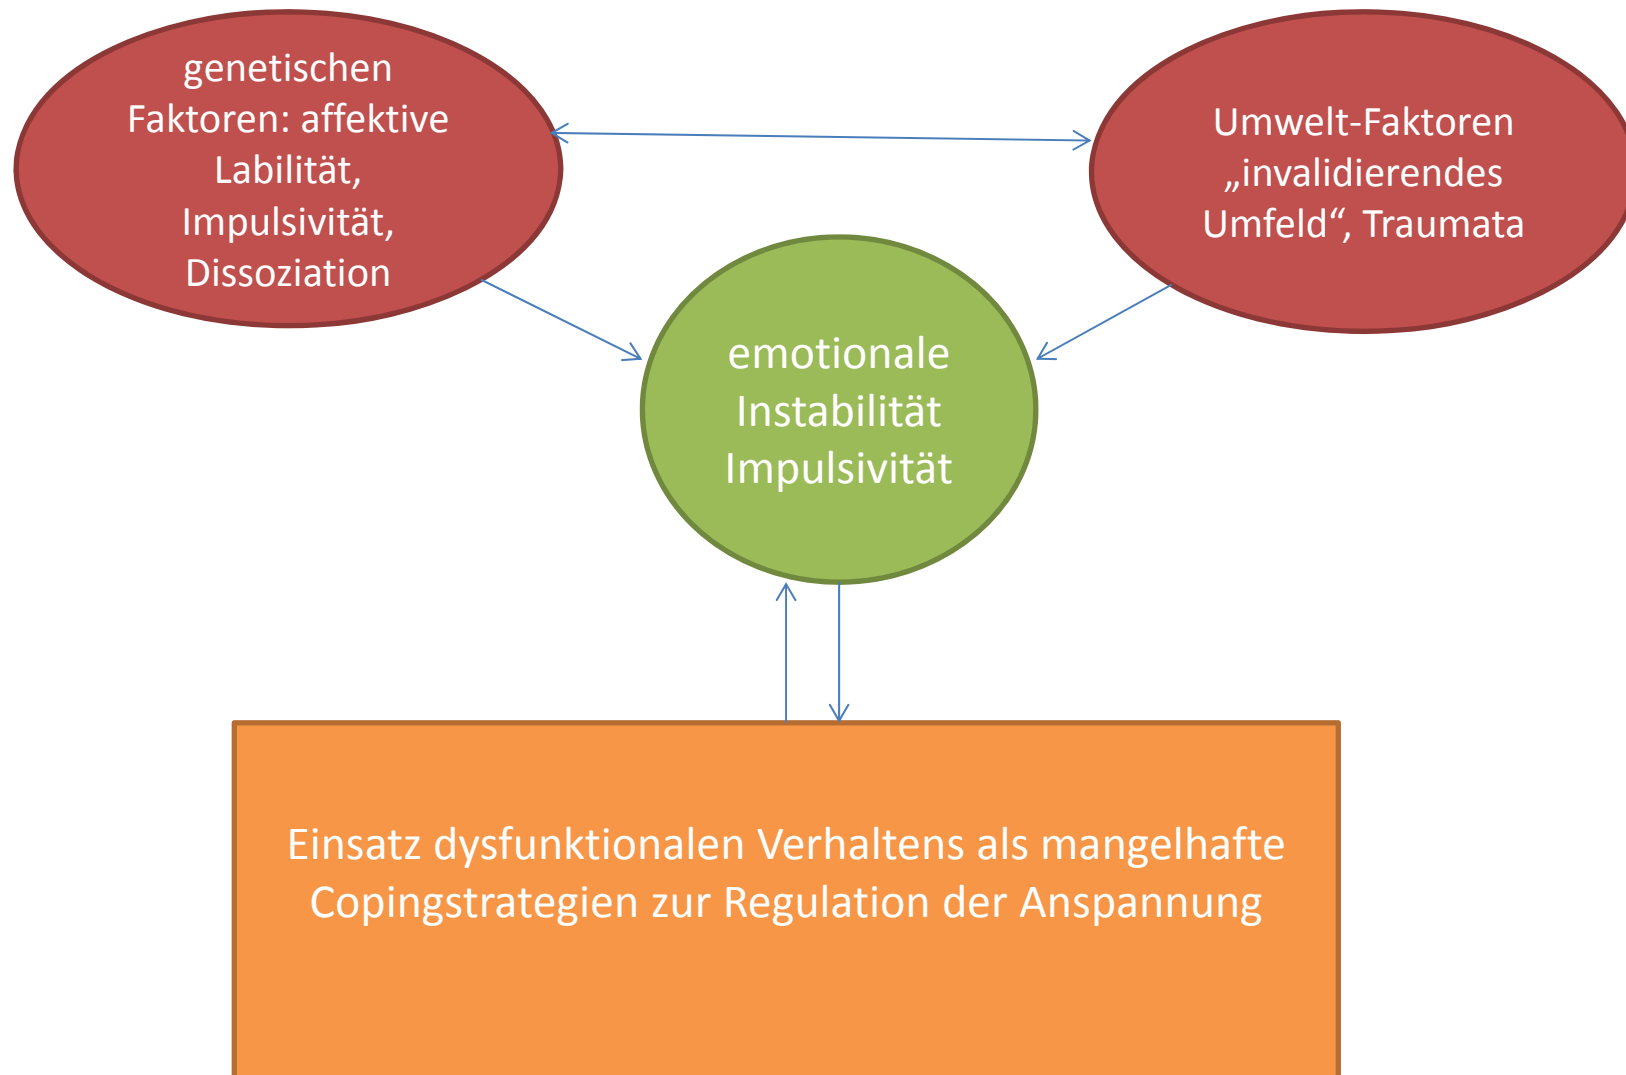 genetischen
Faktoren: affektive
Labilität,
Impulsivität,
Dissoziation
Umwelt-Faktoren
„invalidierendes
Umfeld“, Traumata
emotionale
Instabilität
Impulsivität
Einsatz dysfunktionalen Verhaltens als mangelhafte
Copingstrategien zur Regulation der Anspannung